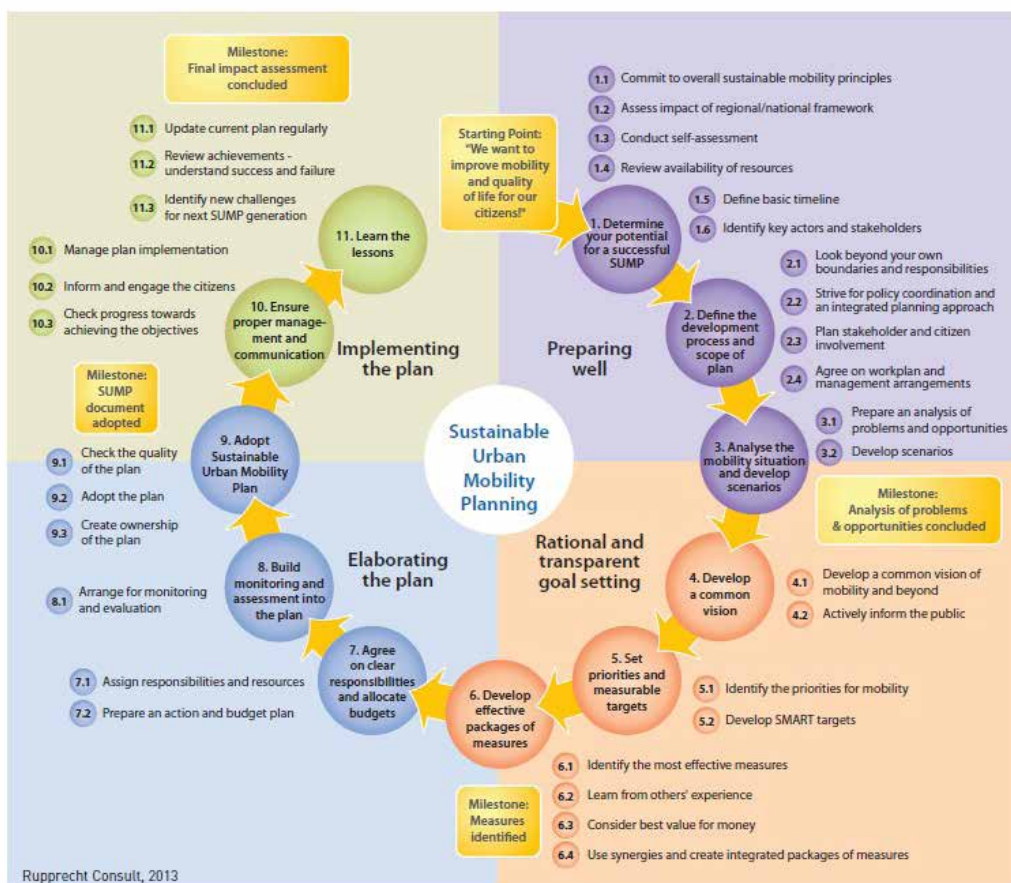 Milestone:
Final impact assessment
concluded
11.1 Update current plan regularly
11.2 Review achievements -
understand success and failure
11.3 Identify new challenges
for next SUMP generation
10.1 Manage plan implementation
10.2 Inform and engage the citizens
10.3 Check progress towards
achieving the objectives
11. Learn the
lessons
10. Ensure
proper manage-
ment and
communication
Implementing
the plan
Starting Point:
"We want to
improve mobility
and quality
of life for our
citizens!"
1.1 Commit to overall sustainable mobility principles
1.2 Assess impact of regional/national framework
1.3 Conduct self-assessment
1.4 Review availability of resources
1.5 Define basic timeline
1.6 Identify key actors and stakeholders
1. Determine
your potential
for a successful
SUMP
2.1 Look beyond your own
boundaries and responsibilities
2.2 Strive for policy coordination and
an integrated planning approach
2.3 Plan stakeholder and citizen
involvement
2.4 Agree on workplan and
management arrangements
2. Define the
development
process and
scope of
plan
Preparing
well
3.1 Prepare an analysis of
problems and opportunities
3.2 Develop scenarios
3. Analyse the
mobility situation
and develop
scenarios
Milestone:
Analysis of problems
& opportunities concluded
Sustainable
Urban
Mobility
Planning
Rational and
transparent
goal setting
4. Develop
a common
vision
4.1 Develop a common vision of
mobility and beyond
4.2 Actively inform the public
5. Set
priorities and
measurable
targets
5.1 Identify the priorities for mobility
5.2 Develop SMART targets
6. Develop
effective
packages of
measures
6.1 Identify the most effective measures
6.2 Learn from others' experience
6.3 Consider best value for money
6.4 Use synergies and create integrated packages of measures
Milestone:
Measures
identified
Elaborating
the plan
7. Agree
on clear
responsibilities
and allocate
budgets
7.1 Assign responsibilities and resources
7.2 Prepare an action and budget plan
8. Build
monitoring and
assessment into
the plan
8.1 Arrange for monitoring
and evaluation
9. Adopt
Sustainable
Urban Mobility
Plan
Milestone:
SUMP
document
adopted
9.1 Check the quality
of the plan
9.2 Adopt the plan
9.3 Create ownership
of the plan
Rupprecht Consult, 2013